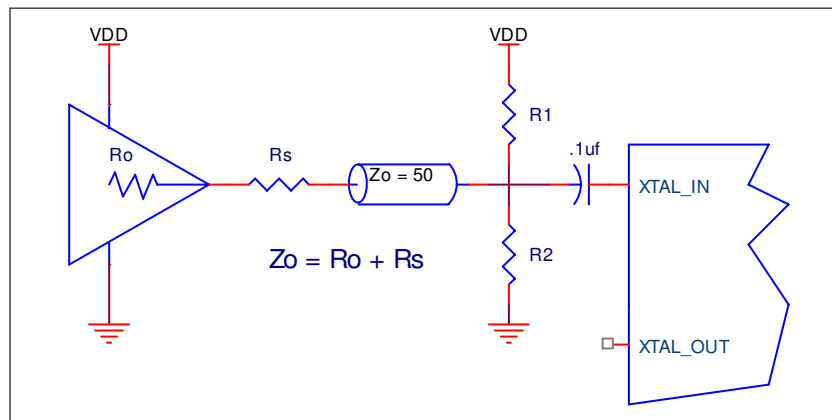 VDD
VDD
R1
Ro
Rs
Zo = 50
.1uf
XTAL_IN
Zo = Ro + Rs
R2
XTAL_OUT